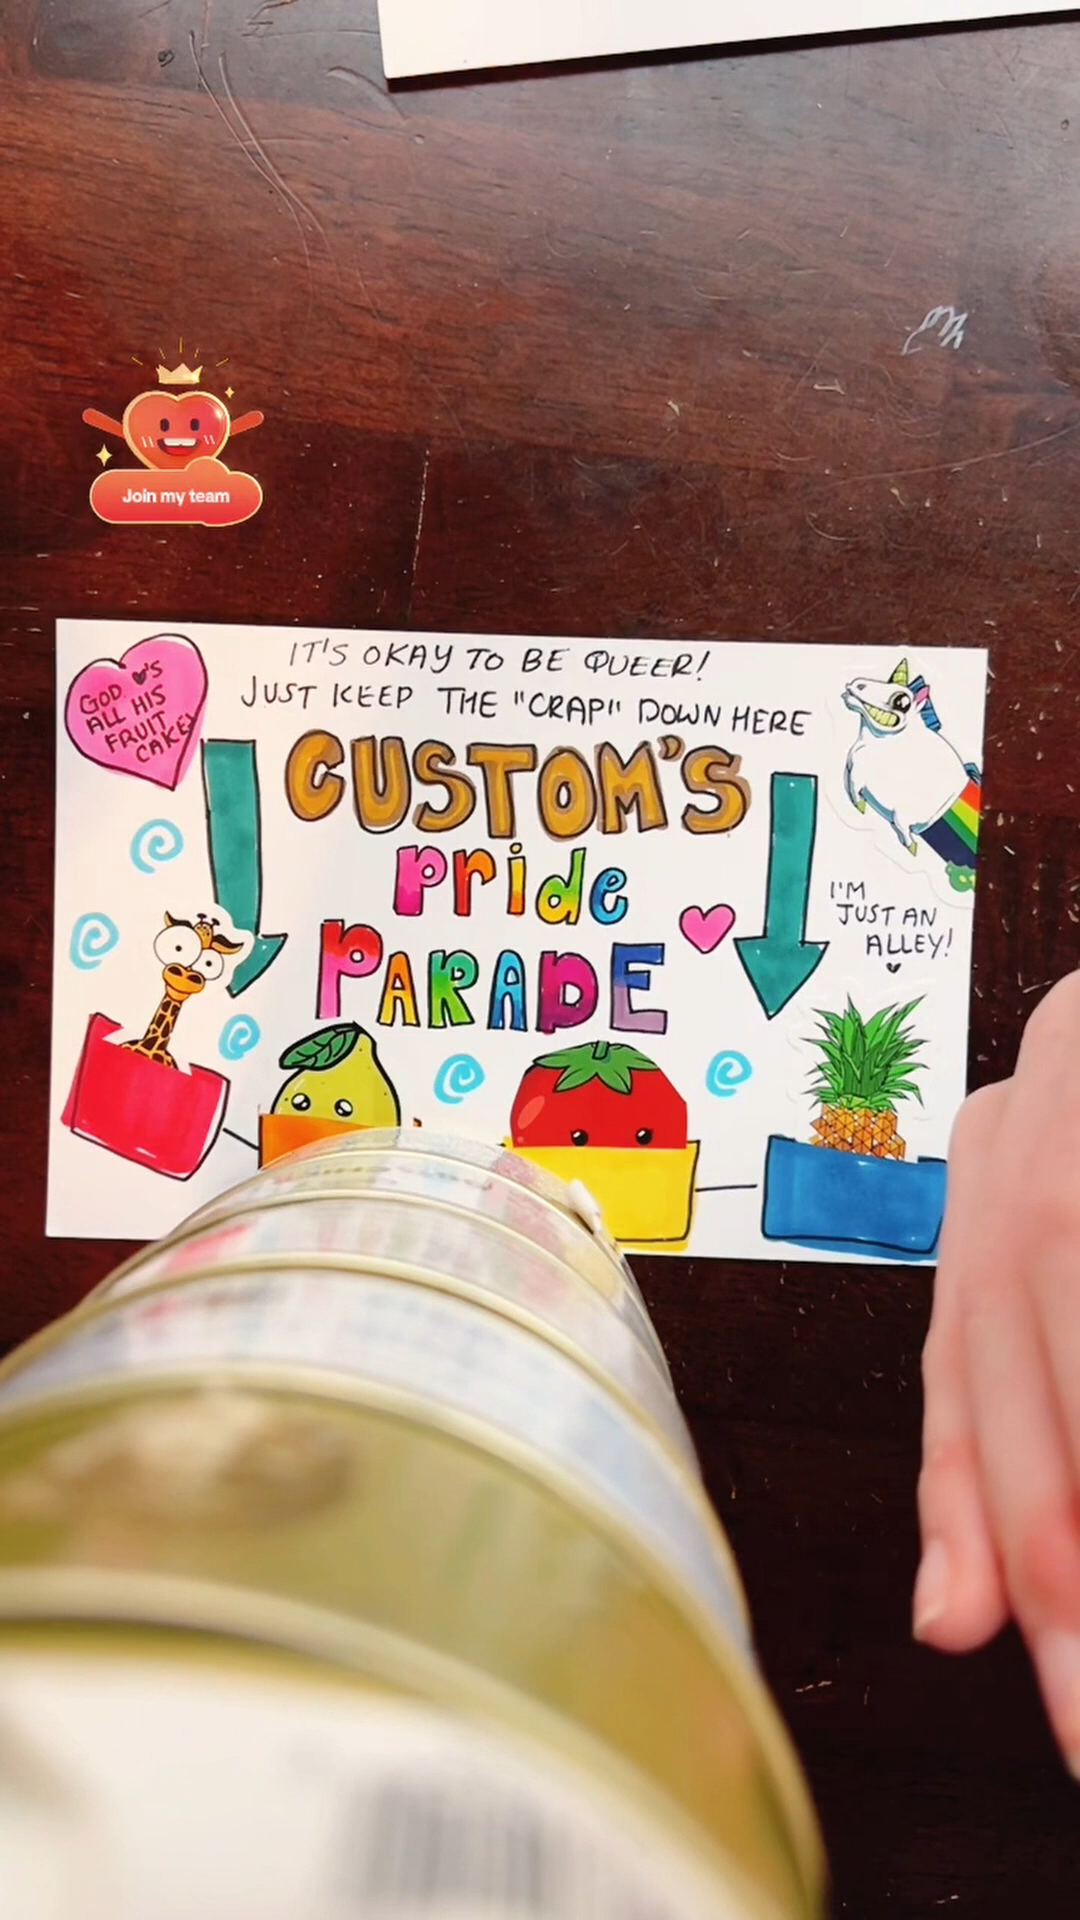 Join my team
IT'S OKAY TO BE QUEER!
JUST KEEP THE "CRAP" DOWN HERE
GOD ♥'S
ALL HIS
FRUIT
CAKES
CUSTOM'S
pride
PARADE
I'M
JUST AN
ALLEY!